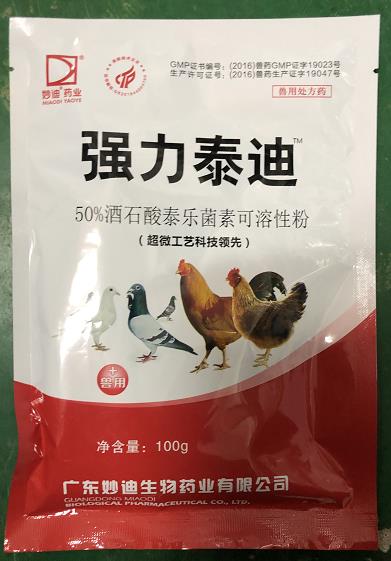 妙迪®药业
MIAODI YAOYE
GMP证书编号：(2016)兽药GMP证字19023号
生产许可证号：(2016)兽药生产证字19047号
兽用处方药
强力泰迪™
50%酒石酸泰乐菌素可溶性粉
（超微工艺科技领先）
兽用
净含量：100g
广东妙迪生物药业有限公司
GUANGDONG MIAODI
BIOLOGICAL PHARMACEUTICAL CO., LTD.